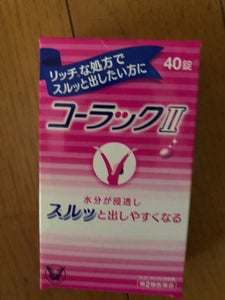 リッチな処方で
スルッと出したい方に
40錠
コーラックⅡ
水分が浸透し
スルッと出しやすくなる
第2類医薬品